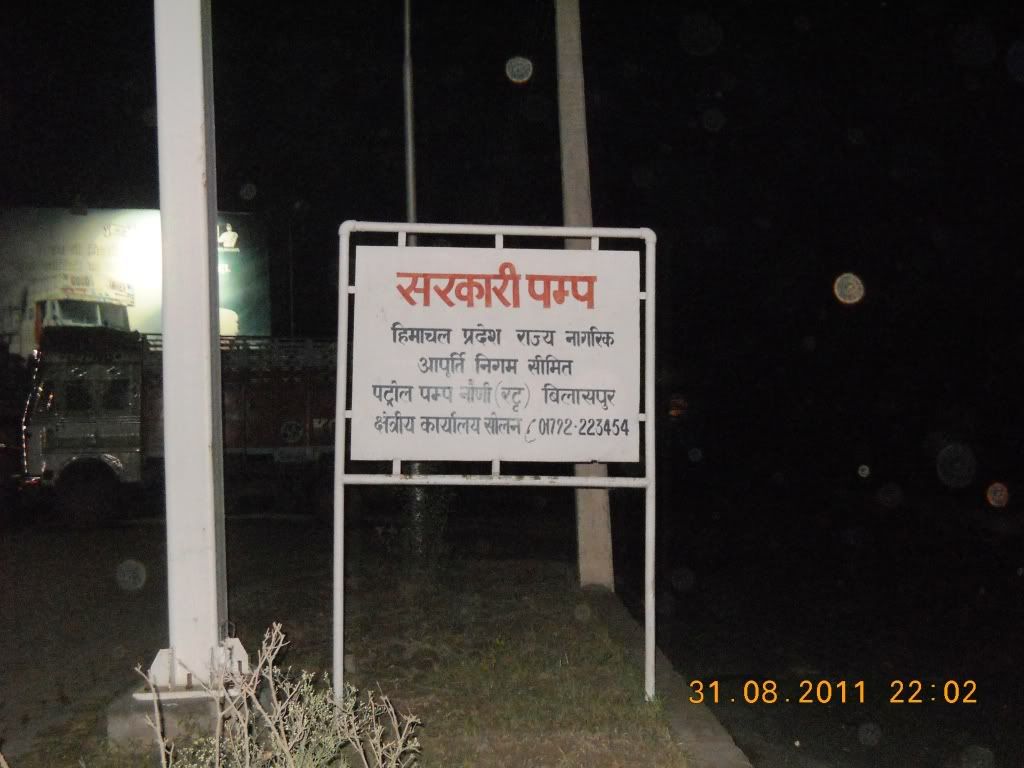 सरकारी पम्प
हिमाचल प्रदेश राज्य नागरिक
आपूर्ति निगम सीमित
पट्रोल पम्प नौणी (रट्ट) बिलासपुर
क्षेत्रीय कार्यालय सोलन 01792-223454
31.08.2011 22:02